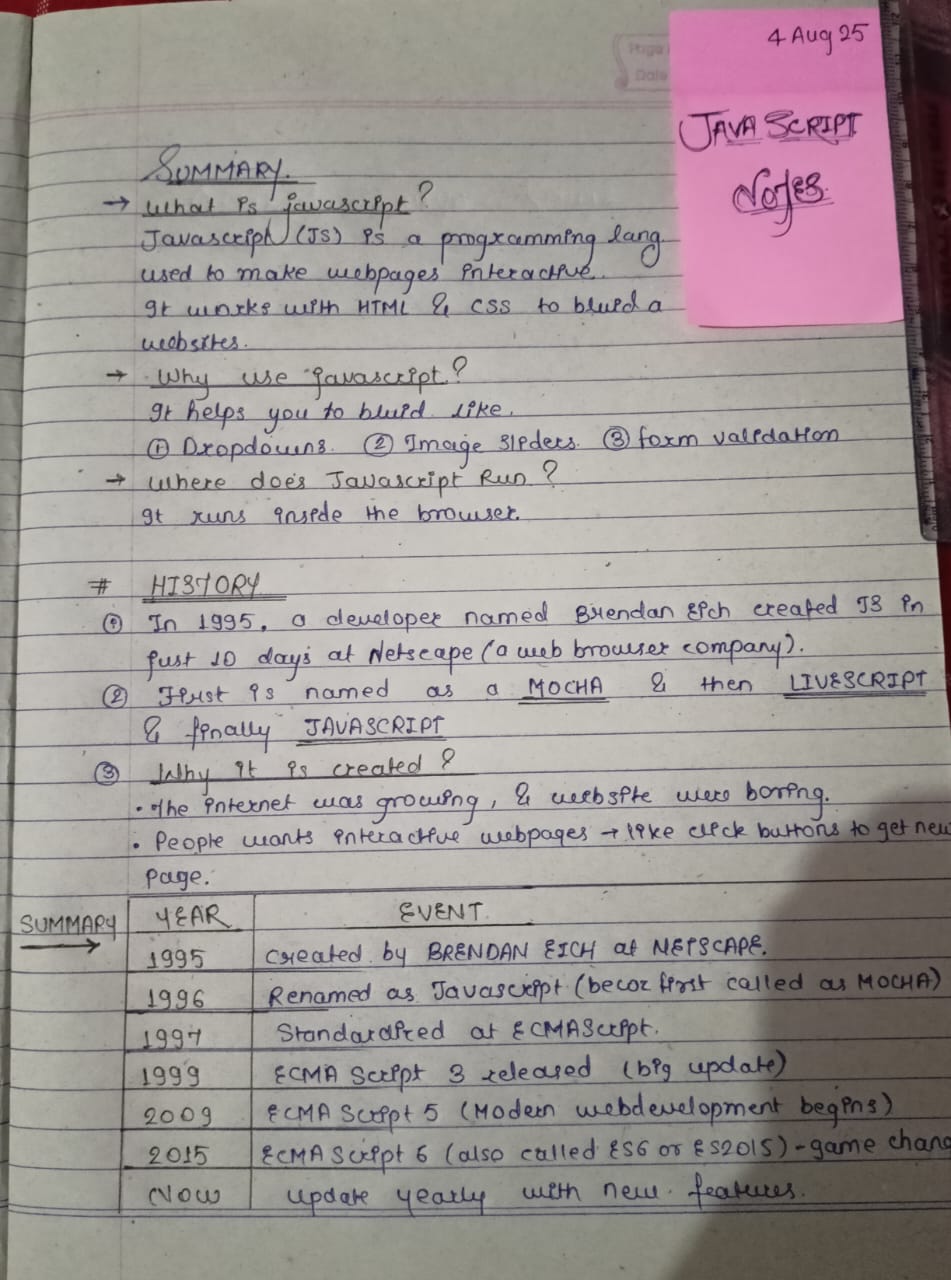 Page
Date
4 Aug 25
JAVA SCRIPT
Notes
SUMMARY.
→ What is javascript?
Javascript (JS) is a programming lang
used to make webpages interactive.
It works with HTML & CSS to bluid a
websites.
→ Why use javascript?
It helps you to bluid like.
① Dropdowns. ② Image sliders. ③ form validation
→ Where does Javascript Run?
It runs inside the browser.
# HISTORY
① In 1995, a developer named Brendan Eich created JS in
just 10 days at Netscape (a web browser company).
② First is named as a MOCHA & then LIVESCRIPT
& finally JAVASCRIPT
③ Why it is created?
• The internet was growing, & website were boring.
• People wants interactive webpages → like click buttons to get new
page.
SUMMARY → YEAR EVENT.
1995 created by BRENDAN EICH at NETSCAPE.
1996 Renamed as Javascript (becoz first called as MOCHA)
1997 Standardized at ECMAScript.
1999 ECMA Script 3 released (big update)
2009 ECMA Script 5 (Modern webdevelopment begins)
2015 ECMA Script 6 (also called ES6 or ES2015) - game chang
Now update yearly with new features.